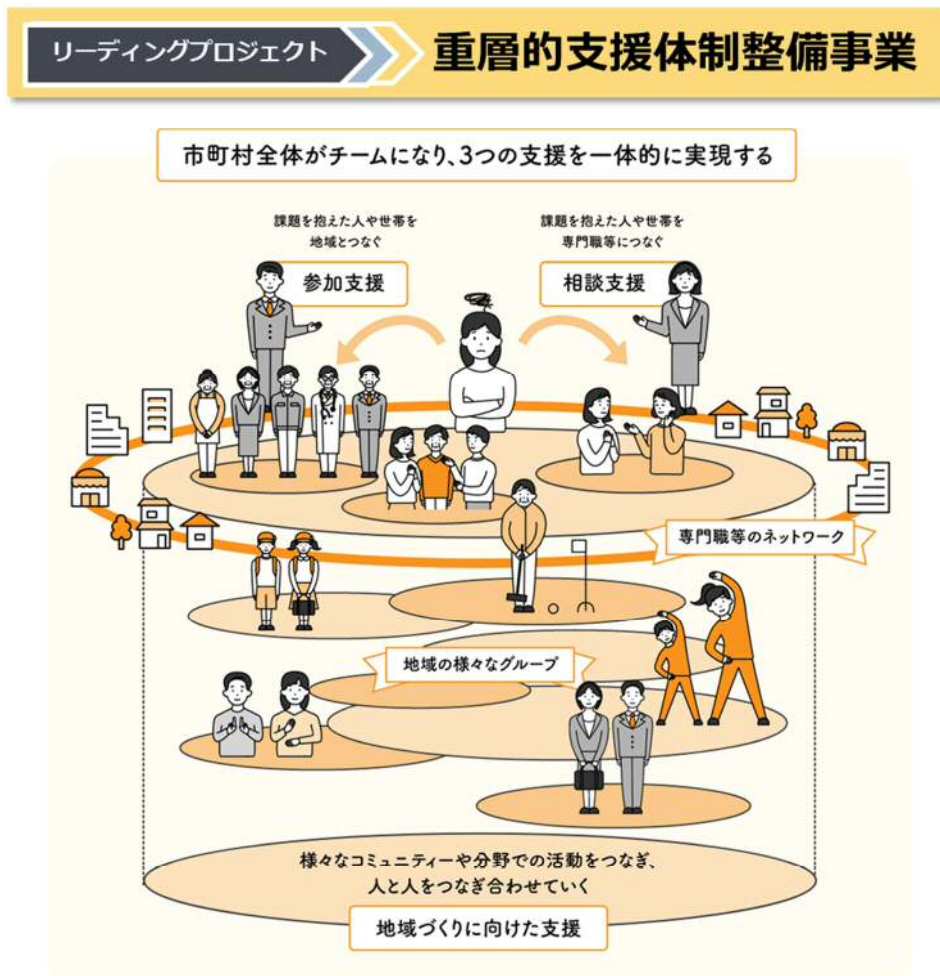 リーディングプロジェクト
重層的支援体制整備事業
市町村全体がチームになり、3つの支援を一体的に実現する
課題を抱えた人や世帯を
地域とつなぐ
参加支援
課題を抱えた人や世帯を
専門職等につなぐ
相談支援
専門職等のネットワーク
地域の様々なグループ
様々なコミュニティーや分野での活動をつなぎ、
人と人をつなぎ合わせていく
地域づくりに向けた支援